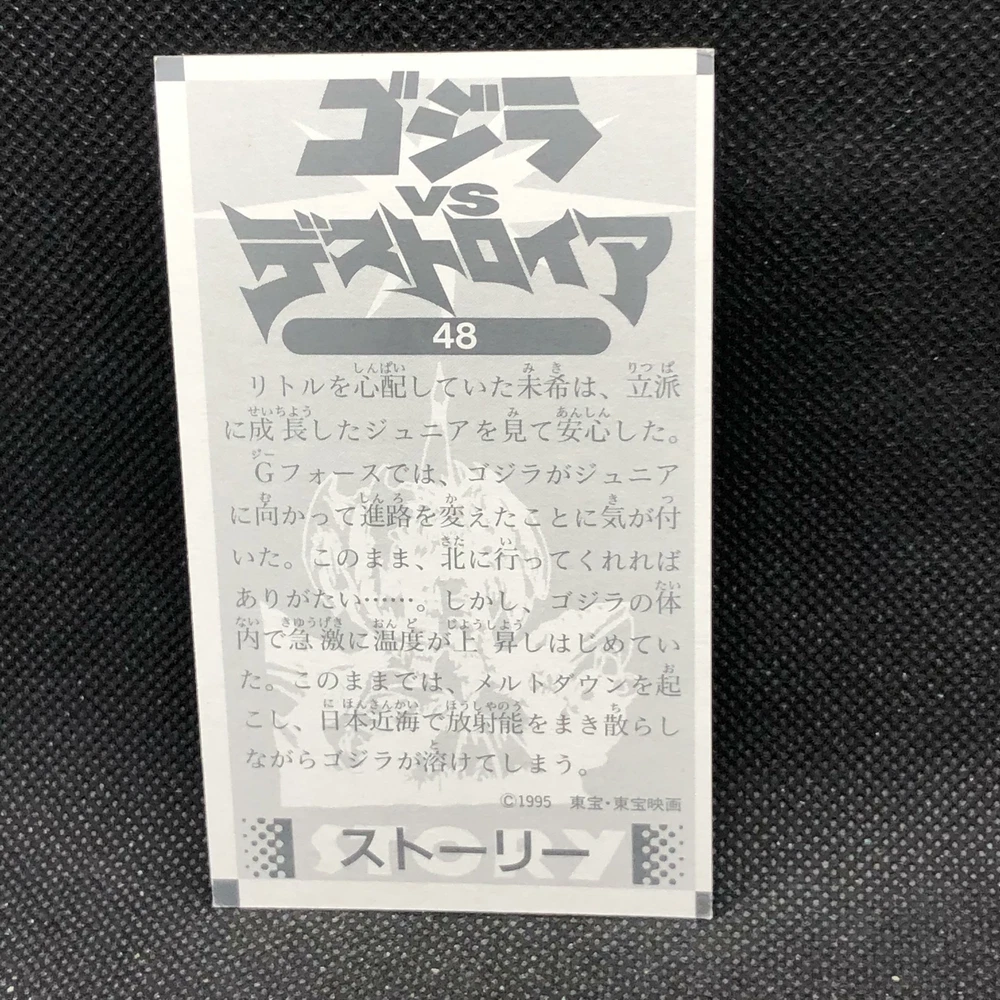 ゴジラ
VS
デストロイア
48
リトルを心配していた未希は、立派
に成長したジュニアを見て安心した。
Gフォースでは、ゴジラがジュニア
に向かって進路を変えたことに気が付
いた。このまま、北に行ってくれれば
ありがたい……。しかし、ゴジラの体
内で急激に温度が上昇しはじめてい
た。このままでは、メルトダウンを起
こし、日本近海で放射能をまき散らし
ながらゴジラが溶けてしまう。
©1995 東宝・東宝映画
STORY
ストーリー